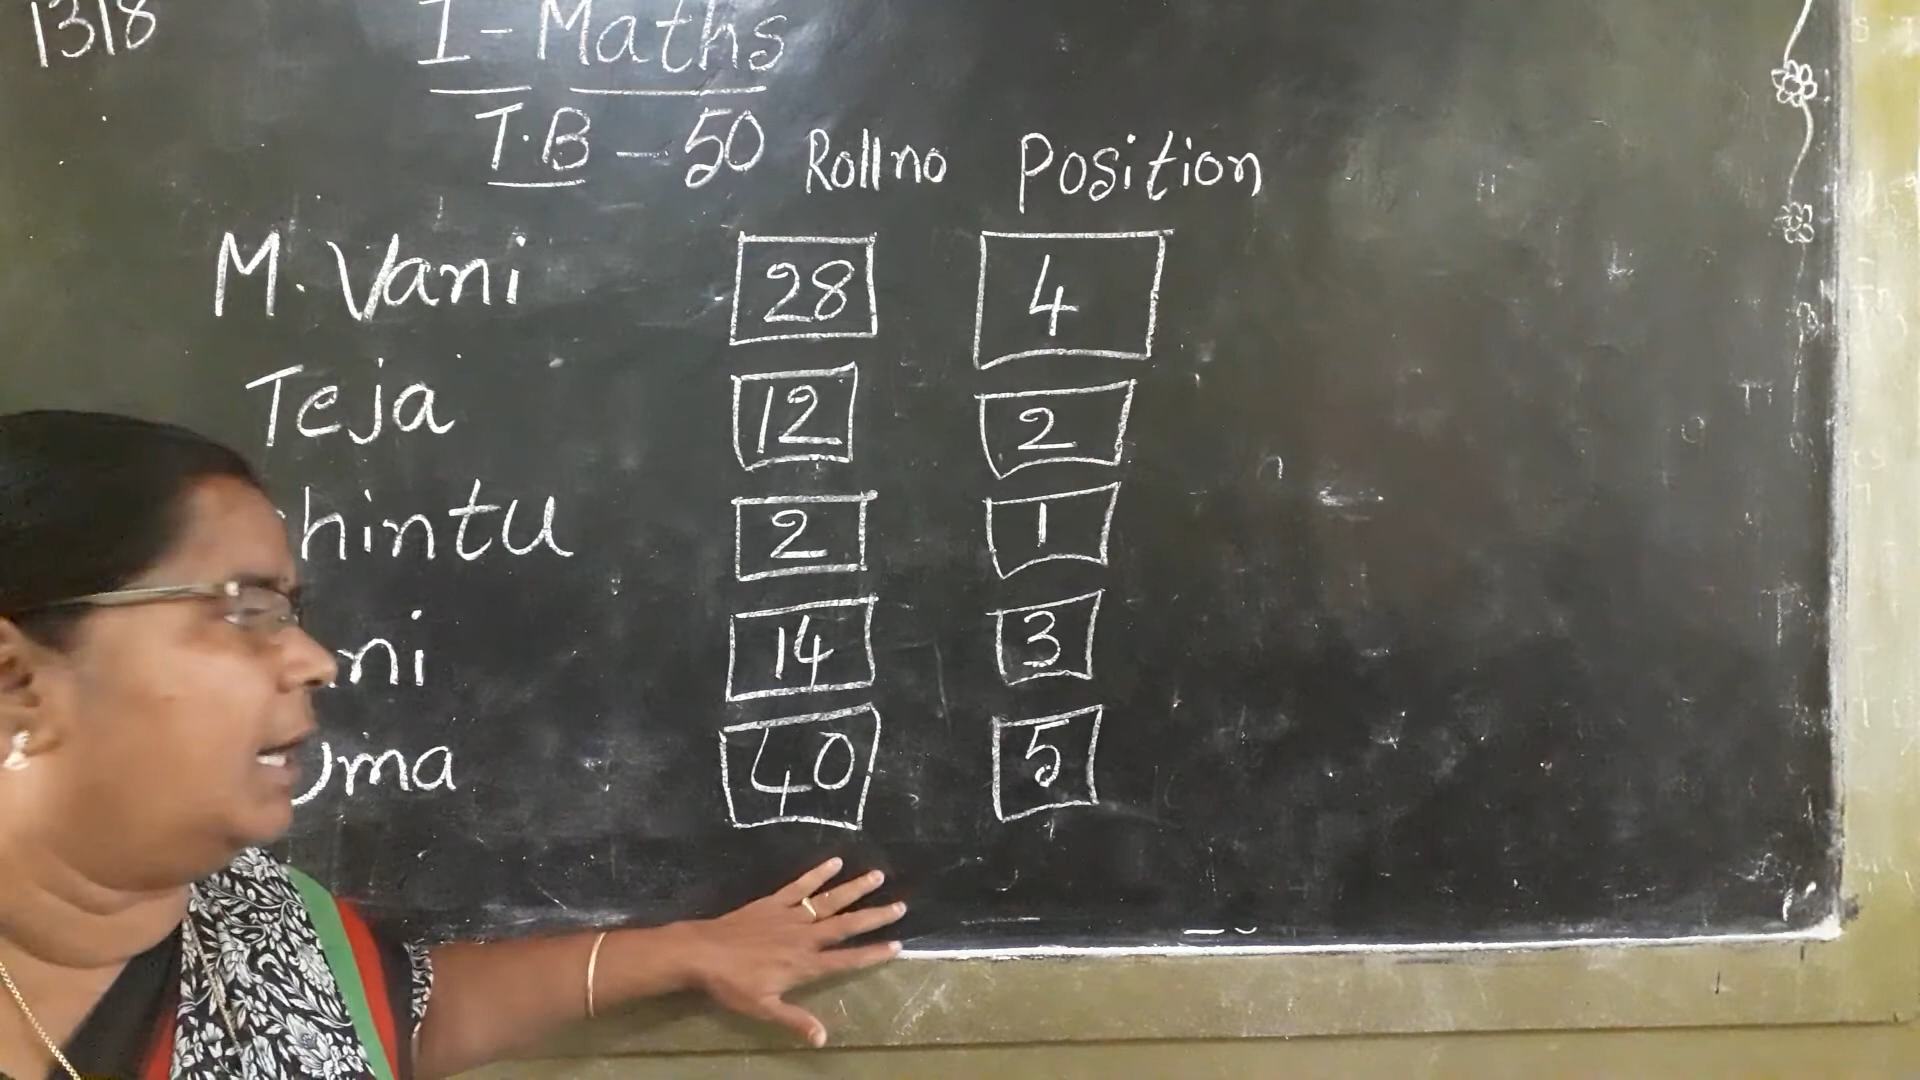 1318
I - Maths
T.B - 50 Rollno Position
M. Vani 28 4
Teja 12 2
hintu 2 1
ni 14 3
Uma 40 5